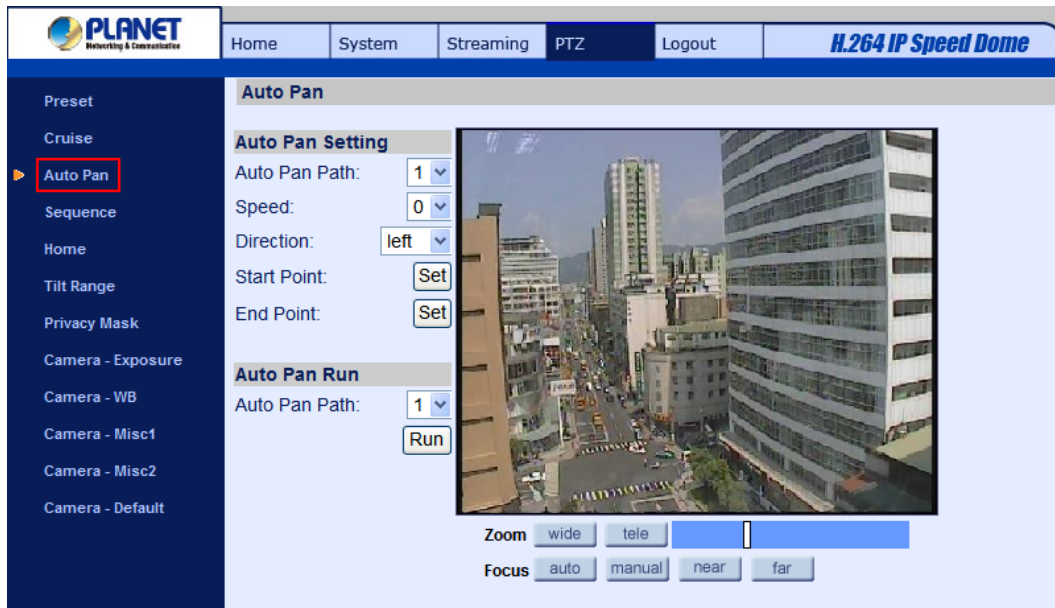 PLANET
Networking & Communication
Home
System
Streaming
PTZ
Logout
H.264 IP Speed Dome
Preset
Cruise
Auto Pan
Sequence
Home
Tilt Range
Privacy Mask
Camera - Exposure
Camera - WB
Camera - Misc1
Camera - Misc2
Camera - Default
Auto Pan
Auto Pan Setting
Auto Pan Path: 1
Speed: 0
Direction: left
Start Point: Set
End Point: Set
Auto Pan Run
Auto Pan Path: 1
Run
Zoom wide tele
Focus auto manual near far